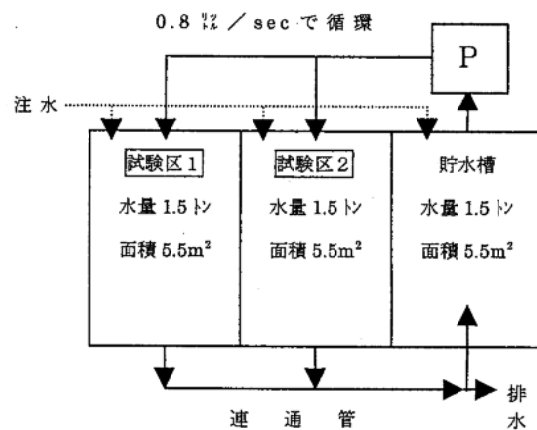 0.8 ㍑／secで循環
P
注水
試験区1
試験区2
貯水槽
水量 1.5 ㌧
水量 1.5 ㌧
水量 1.5 ㌧
面積 5.5m²
面積 5.5m²
面積 5.5m²
連通管
排水